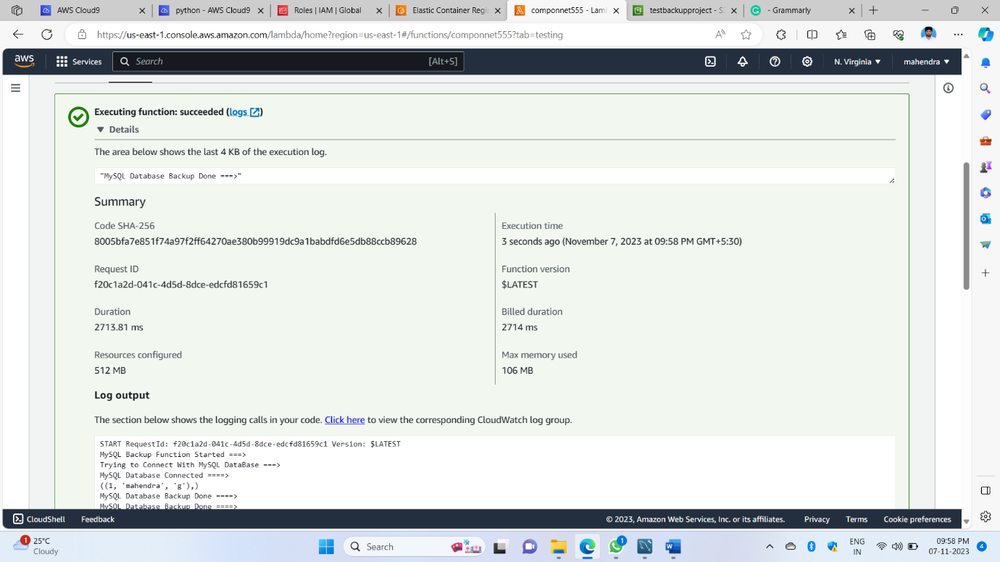 AWS Cloud9
python - AWS Cloud9
Roles | IAM | Global
Elastic Container Regi
componnet555 - Lam
testbackupproject - S3
- Grammarly
https://us-east-1.console.aws.amazon.com/lambda/home?region=us-east-1#/functions/componnet555?tab=testing
aws
Services
Search
[Alt+S]
N. Virginia ▼
mahendra ▼
Executing function: succeeded (logs)
▼ Details
The area below shows the last 4 KB of the execution log.
"MySQL Database Backup Done ===>"
Summary
Code SHA-256
8005bfa7e851f74a97f2ff64270ae380b99919dc9a1babdfd6e5db88ccb89628
Execution time
3 seconds ago (November 7, 2023 at 09:58 PM GMT+5:30)
Request ID
f20c1a2d-041c-4d5d-8dce-edcfd81659c1
Function version
$LATEST
Duration
2713.81 ms
Billed duration
2714 ms
Resources configured
512 MB
Max memory used
106 MB
Log output
The section below shows the logging calls in your code. Click here to view the corresponding CloudWatch log group.
START RequestId: f20c1a2d-041c-4d5d-8dce-edcfd81659c1 Version: $LATEST
MySQL Backup Function Started ===>
Trying to Connect With MySQL DataBase ===>
MySQL Database Connected ====>
((1, 'mahendra', 'g'),)
MySQL Database Backup Done ====>
MySQL Database Backup Done ====>
CloudShell
Feedback
© 2023, Amazon Web Services, Inc. or its affiliates.
Privacy
Terms
Cookie preferences
1
25°C
Cloudy
Search
1
ENG
IN
09:58 PM
07-11-2023
4